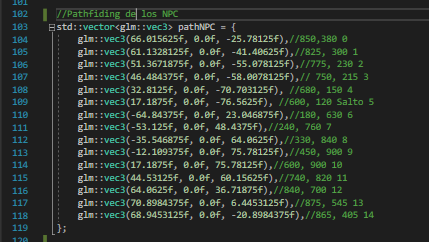 101
102 //Pathfiding de los NPC
103 std::vector<glm::vec3> pathNPC = {
104 glm::vec3(66.015625f, 0.0f, -25.78125f),//850,380 0
105 glm::vec3(61.1328125f, 0.0f, -41.40625f),//825, 300 1
106 glm::vec3(51.3671875f, 0.0f, -55.078125f),//775, 230 2
107 glm::vec3(46.484375f, 0.0f, -58.0078125f),// 750, 215 3
108 glm::vec3(32.8125f, 0.0f, -70.703125f), // 680, 150 4
109 glm::vec3(17.1875f, 0.0f, -76.5625f), // 600, 120 Salto 5
110 glm::vec3(-64.84375f, 0.0f, 23.046875f),//180, 630 6
111 glm::vec3(-53.125f, 0.0f, 48.4375f),//240, 760 7
112 glm::vec3(-35.546875f, 0.0f, 64.0625f),//330, 840 8
113 glm::vec3(-12.109375f, 0.0f, 75.78125f),//450, 900 9
114 glm::vec3(17.1875f, 0.0f, 75.78125f),//600, 900 10
115 glm::vec3(44.53125f, 0.0f, 60.15625f),//740, 820 11
116 glm::vec3(64.0625f, 0.0f, 36.71875f),//840, 700 12
117 glm::vec3(70.8984375f, 0.0f, 6.4453125f),//875, 545 13
118 glm::vec3(68.9453125f, 0.0f, -20.8984375f),//865, 405 14
119 };
120